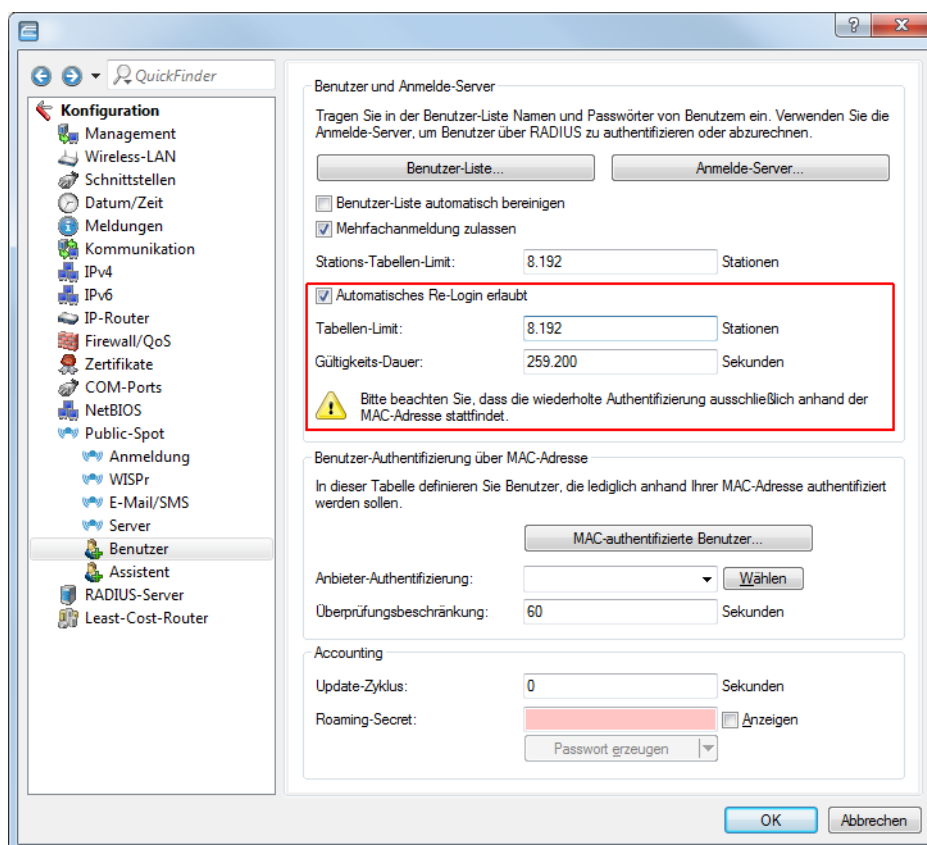 QuickFinder
Konfiguration
Management
Wireless-LAN
Schnittstellen
Datum/Zeit
Meldungen
Kommunikation
IPv4
IPv6
IP-Router
Firewall/QoS
Zertifikate
COM-Ports
NetBIOS
Public-Spot
Anmeldung
WISPr
E-Mail/SMS
Server
Benutzer
Assistent
RADIUS-Server
Least-Cost-Router
Benutzer und Anmelde-Server
Tragen Sie in der Benutzer-Liste Namen und Passwörter von Benutzern ein. Verwenden Sie die
Anmelde-Server, um Benutzer über RADIUS zu authentifizieren oder abzurechnen.
Benutzer-Liste... Anmelde-Server...
Benutzer-Liste automatisch bereinigen
Mehrfachanmeldung zulassen
Stations-Tabellen-Limit: 8.192 Stationen
Automatisches Re-Login erlaubt
Tabellen-Limit: 8.192 Stationen
Gültigkeits-Dauer: 259.200 Sekunden
Bitte beachten Sie, dass die wiederholte Authentifizierung ausschließlich anhand der
MAC-Adresse stattfindet.
Benutzer-Authentifizierung über MAC-Adresse
In dieser Tabelle definieren Sie Benutzer, die lediglich anhand Ihrer MAC-Adresse authentifiziert
werden sollen.
MAC-authentifizierte Benutzer...
Anbieter-Authentifizierung: Wählen
Überprüfungsbeschränkung: 60 Sekunden
Accounting
Update-Zyklus: 0 Sekunden
Roaming-Secret: Anzeigen
Passwort erzeugen
OK Abbrechen